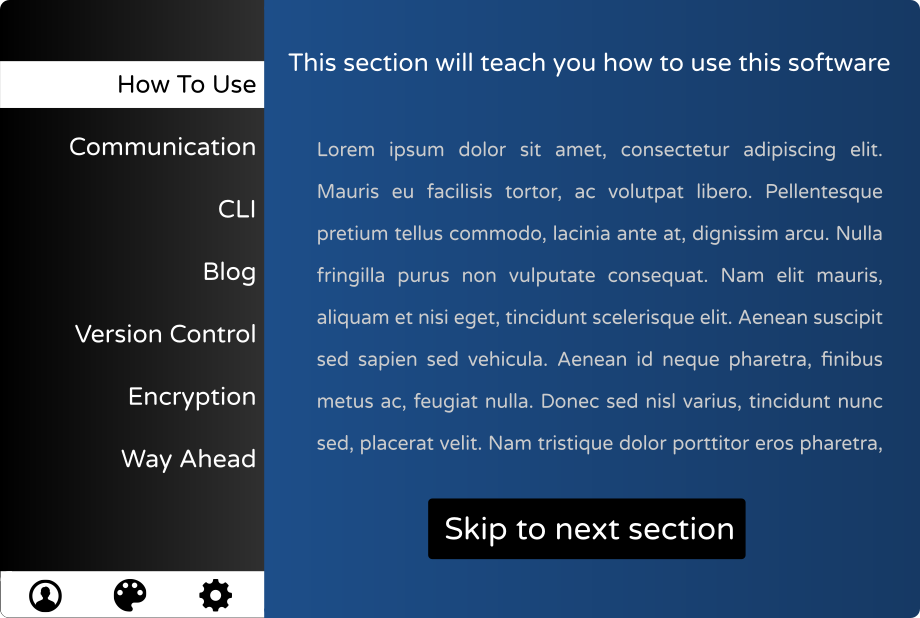 How To Use
Communication
CLI
Blog
Version Control
Encryption
Way Ahead
This section will teach you how to use this software
Lorem ipsum dolor sit amet, consectetur adipiscing elit.
Mauris eu facilisis tortor, ac volutpat libero. Pellentesque
pretium tellus commodo, lacinia ante at, dignissim arcu. Nulla
fringilla purus non vulputate consequat. Nam elit mauris,
aliquam et nisi eget, tincidunt scelerisque elit. Aenean suscipit
sed sapien sed vehicula. Aenean id neque pharetra, finibus
metus ac, feugiat nulla. Donec sed nisl varius, tincidunt nunc
sed, placerat velit. Nam tristique dolor porttitor eros pharetra,
Skip to next section